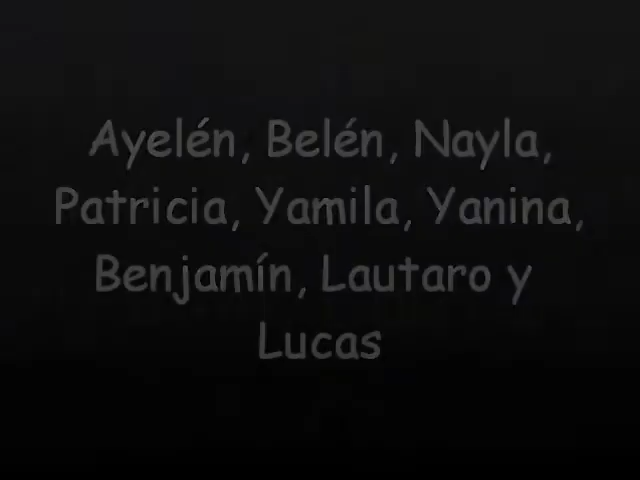 Ayelén, Belén, Nayla,
Patricia, Yamila, Yanina,
Benjamín, Lautaro y
Lucas